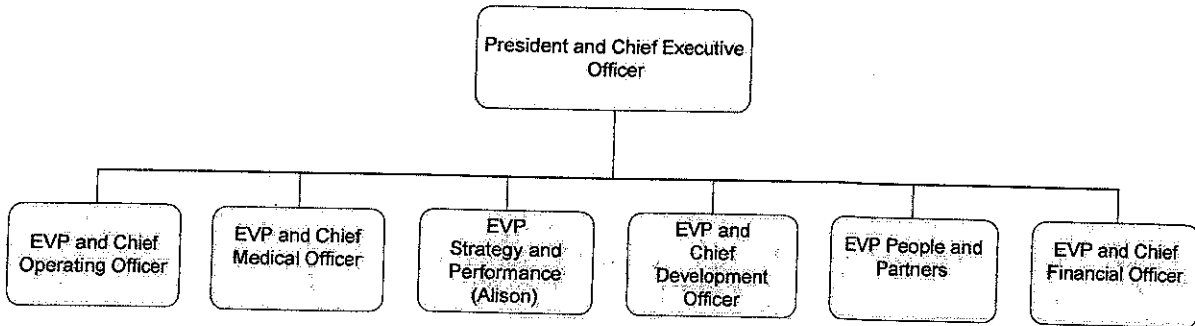 President and Chief Executive
Officer
EVP and Chief
Operating Officer
EVP and Chief
Medical Officer
EVP
Strategy and
Performance
(Alison)
EVP and
Chief
Development
Officer
EVP People and
Partners
EVP and Chief
Financial Officer